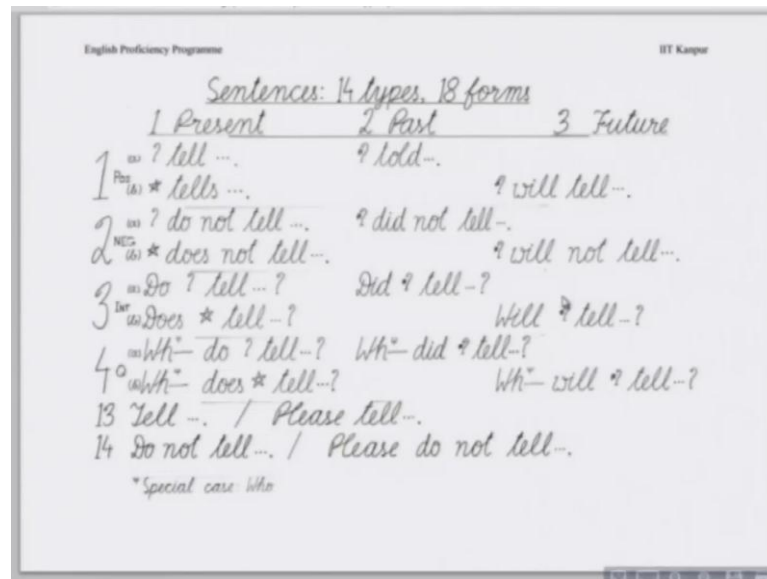 English Proficiency Programme IIT Kanpur
Sentences: 14 types, 18 forms
1 Present 2 Past 3 Future
1 Pos (a) ? tell .... ? told ....
(b) * tells .... ? will tell ....
2 NEG (a) ? do not tell .... ? did not tell ....
(b) * does not tell .... ? will not tell ....
3 Int (a) Do ? tell ...? Did ? tell ...?
(b) Does * tell ...? Will ? tell ...?
4 Q (a) Wh*— do ? tell ...? Wh*— did ? tell ...?
(b) Wh*— does * tell ...? Wh*— will ? tell ...?
13 Tell .... / Please tell ....
14 Do not tell .... / Please do not tell ....
*Special case Who